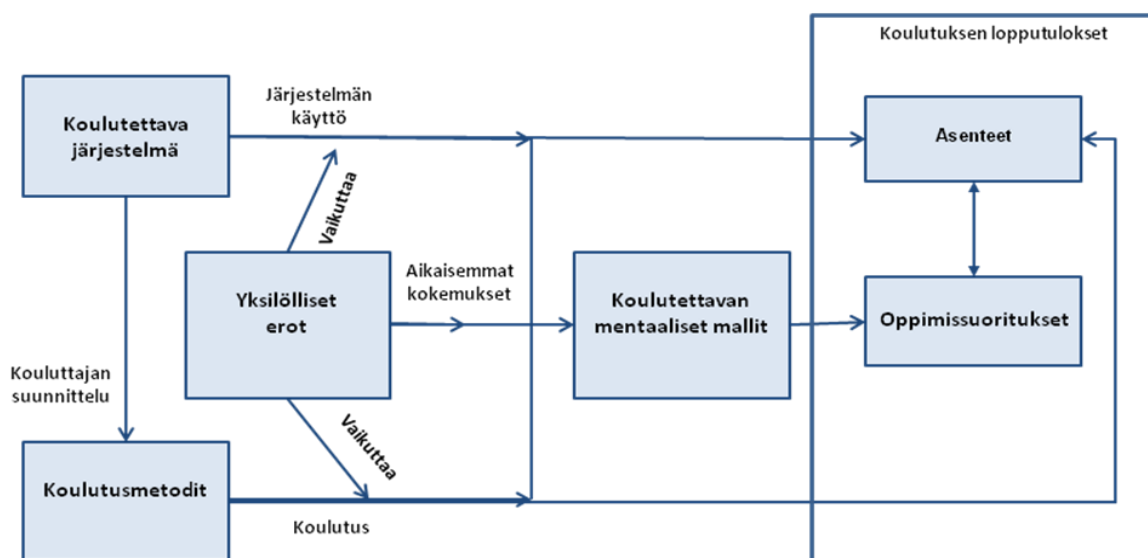 Koulutuksen lopputulokset
Järjestelmän
käyttö
Koulutettava
järjestelmä
Asenteet
Vaikuttaa
Yksilölliset
erot
Aikaisemmat
kokemukset
Koulutettavan
mentaaliset mallit
Oppimissuoritukset
Kouluttajan
suunnittelu
Vaikuttaa
Koulutusmetodit
Koulutus